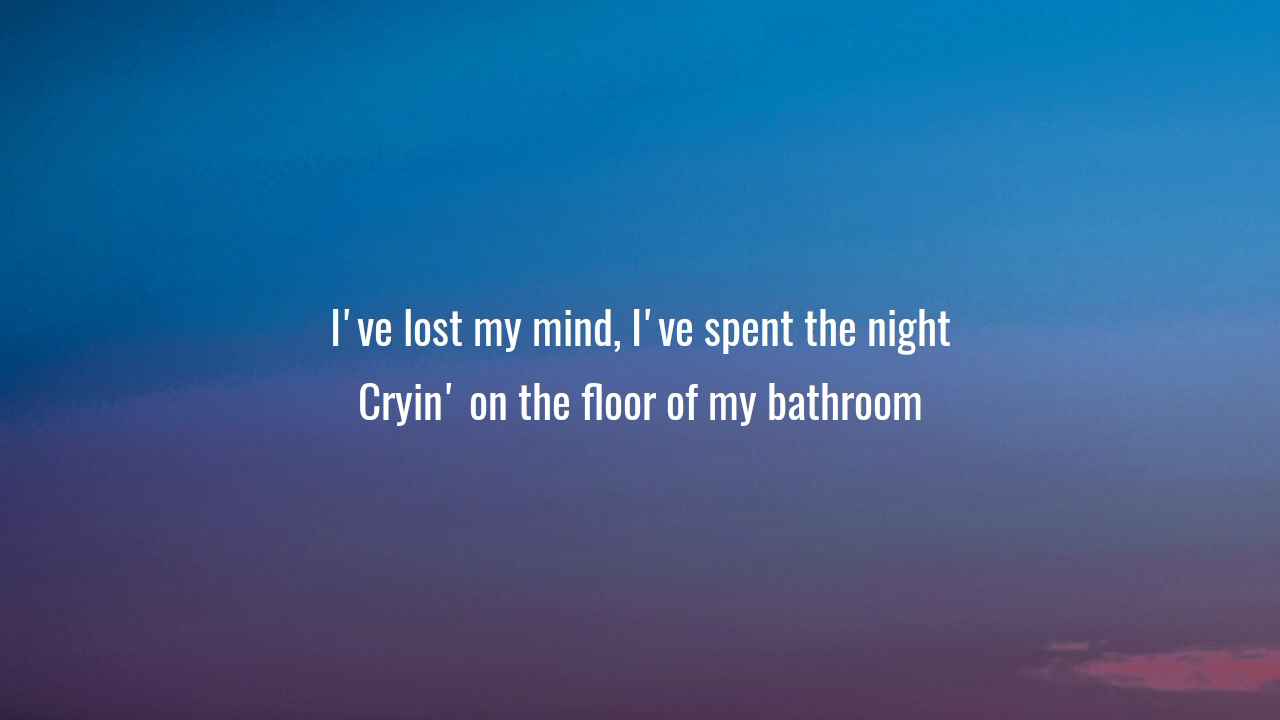 I've lost my mind, I've spent the night
Cryin' on the floor of my bathroom